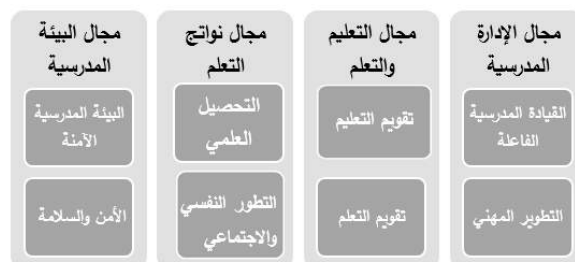 مجال الإدارة
المدرسية
القيادة المدرسية
الفاعلة
التطوير المهني
مجال التعليم
والتعلم
تقويم التعليم
تقويم التعلم
مجال نواتج
التعلم
التحصيل
العلمي
التطور النفسي
والاجتماعي
مجال البيئة
المدرسية
البيئة المدرسية
الآمنة
الأمن والسلامة